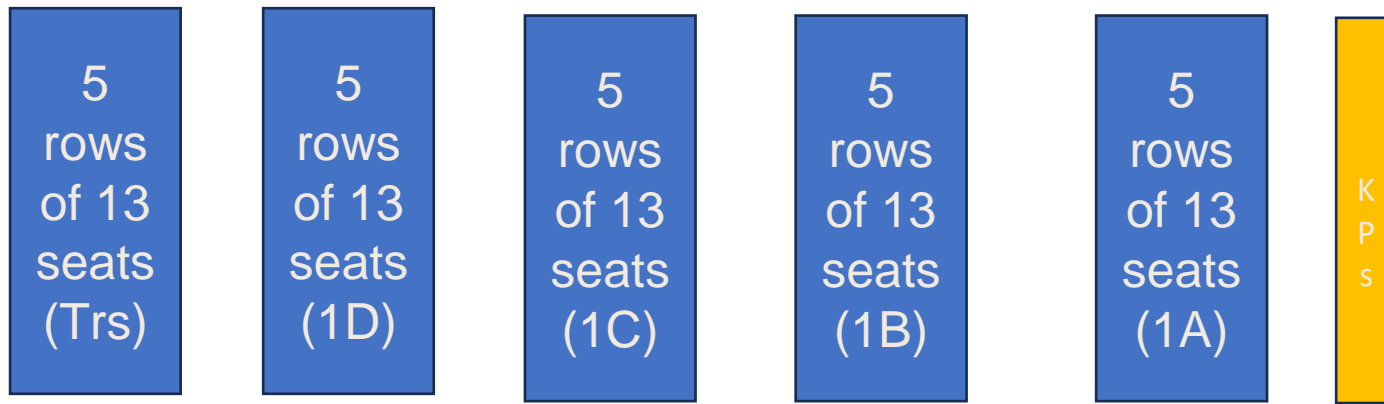 5
rows
of 13
seats
(Trs)
5
rows
of 13
seats
(1D)
5
rows
of 13
seats
(1C)
5
rows
of 13
seats
(1B)
5
rows
of 13
seats
(1A)
K
P
s